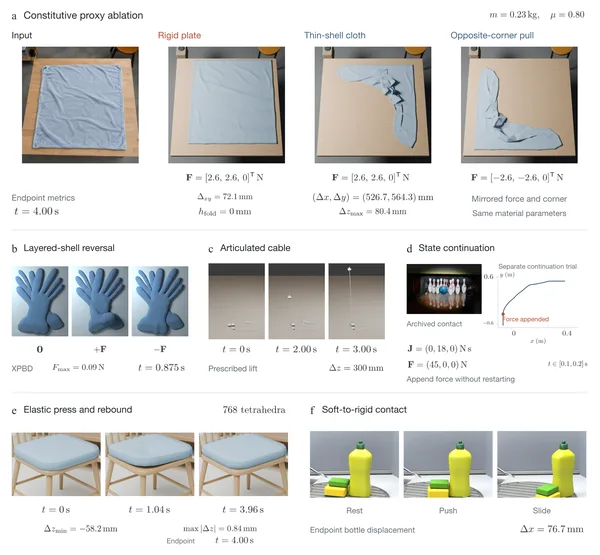 a Constitutive proxy ablation
m = 0.23 kg, μ = 0.80
Input
Rigid plate
Thin-shell cloth
Opposite-corner pull
F = [2.6, 2.6, 0]ᵀ N
F = [2.6, 2.6, 0]ᵀ N
F = [−2.6, −2.6, 0]ᵀ N
Endpoint metrics
t = 4.00 s
Δxy = 72.1 mm
hfold = 0 mm
(Δx, Δy) = (526.7, 564.3) mm
Δzmax = 80.4 mm
Mirrored force and corner
Same material parameters
b Layered-shell reversal
0
+F
−F
XPBD
Fmax = 0.09 N
t = 0.875 s
c Articulated cable
t = 0 s
t = 2.00 s
t = 3.00 s
Prescribed lift
Δz = 300 mm
d State continuation
Separate continuation trial
0.6
y (m)
Force appended
−0.6
0
0.4
x (m)
Archived contact
J = (0, 18, 0) N s
F = (45, 0, 0) N
t ∈ [0.1, 0.2] s
Append force without restarting
e Elastic press and rebound
768 tetrahedra
t = 0 s
t = 1.04 s
t = 3.96 s
Δzmin = −58.2 mm
max |Δz| = 0.84 mm
Endpoint t = 4.00 s
f Soft-to-rigid contact
Rest
Push
Slide
Endpoint bottle displacement
Δx = 76.7 mm